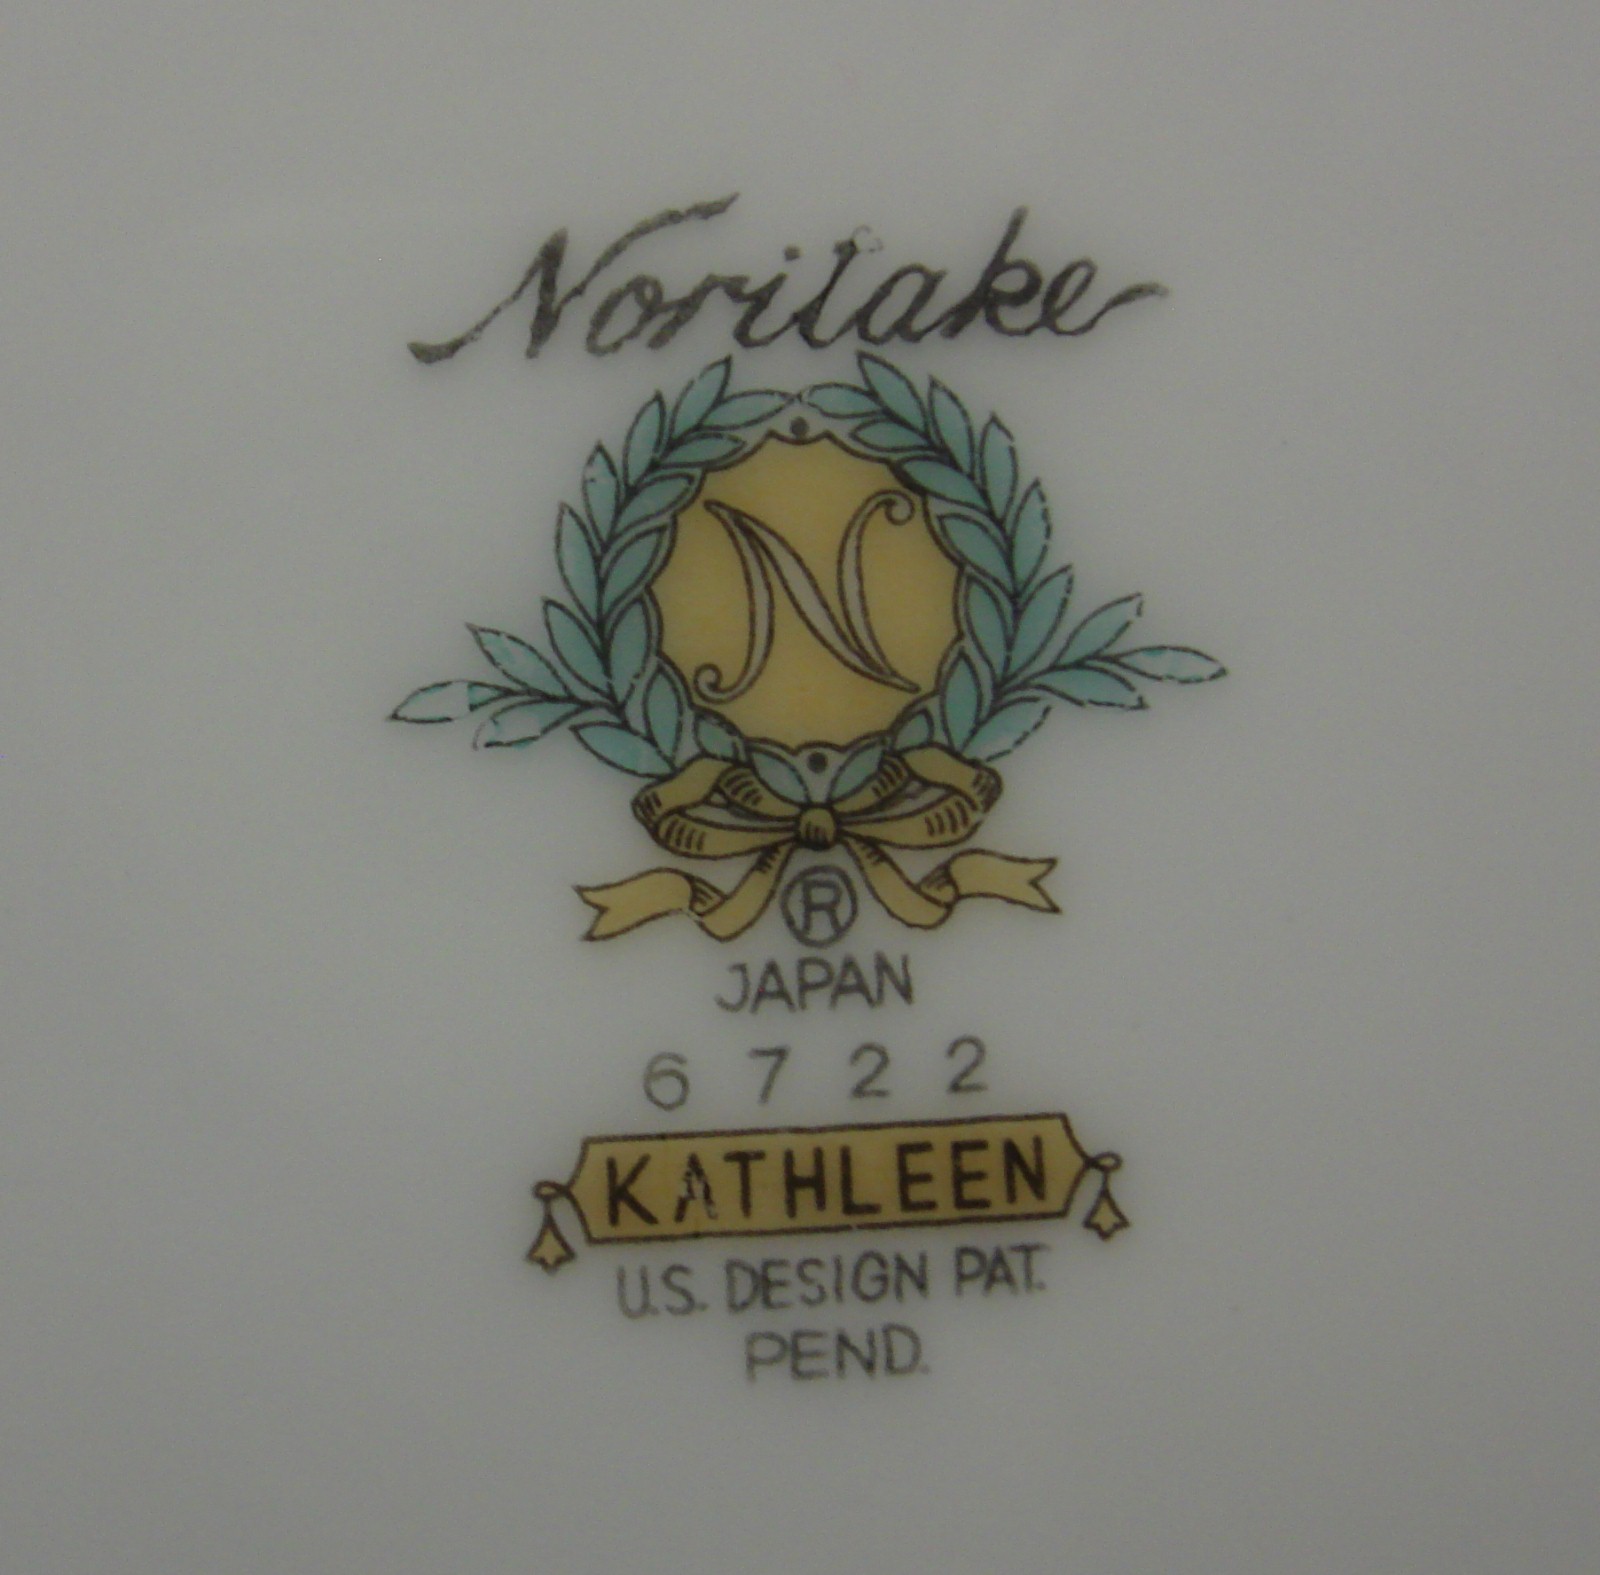 Noritake
N
®
JAPAN
6722
KATHLEEN
U.S. DESIGN PAT.
PEND.